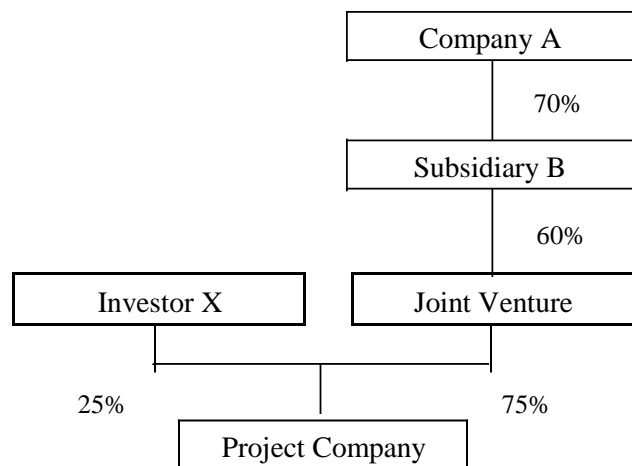 Company A
70%
Subsidiary B
60%
Investor X
Joint Venture
25%
75%
Project Company